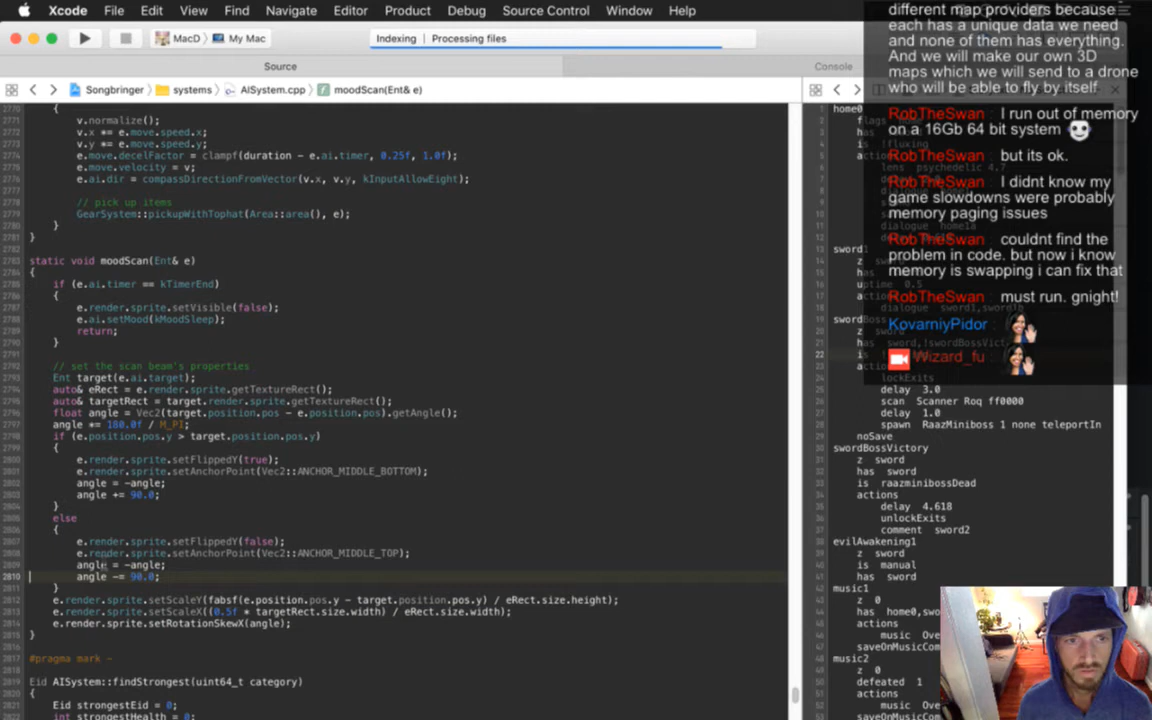 Xcode File Edit View Find Navigate Editor Product Debug Source Control Window Help
MacD My Mac
Indexing | Processing files
Source
Console
Songbringer systems AISystem.cpp moodScan(Ent& e)
2770 {
v.normalize();
v.x *= e.move.speed.x;
v.y *= e.move.speed.y;
e.move.decelFactor = clampf(duration - e.ai.timer, 0.25f, 1.0f);
e.move.velocity = v;
e.ai.dir = compassDirectionFromVector(v.x, v.y, kInputAllowEight);
// pick up items
GearSystem::pickupWithTophat(Area::area(), e);
}
}
static void moodScan(Ent& e)
{
if (e.ai.timer == kTimerEnd)
{
e.render.sprite.setVisible(false);
e.ai.setMood(kMoodSleep);
return;
}
// set the scan beam's properties
Ent target(e.ai.target);
auto& eRect = e.render.sprite.getTextureRect();
auto& targetRect = target.render.sprite.getTextureRect();
float angle = Vec2(target.position.pos - e.position.pos).getAngle();
angle *= 180.0f / M_PI;
if (e.position.pos.y > target.position.pos.y)
{
e.render.sprite.setFlippedY(true);
e.render.sprite.setAnchorPoint(Vec2::ANCHOR_MIDDLE_BOTTOM);
angle = -angle;
angle += 90.0;
}
else
{
e.render.sprite.setFlippedY(false);
e.render.sprite.setAnchorPoint(Vec2::ANCHOR_MIDDLE_TOP);
angle = -angle;
2810 angle -= 90.0;
}
e.render.sprite.setScaleY(fabsf(e.position.pos.y - target.position.pos.y) / eRect.size.height);
e.render.sprite.setScaleX((0.5f * targetRect.size.width) / eRect.size.width);
e.render.sprite.setRotationSkewX(angle);
}
#pragma mark -
Eid AISystem::findStrongest(uint64_t category)
{
Eid strongestEid = 0;
int strongestHealth = 0;
different map providers because
each has a unique data we need
and none of them has everything.
And we will make our own 3D
maps which we will send to a drone
who will be able to fly by itself
RobTheSwan I run out of memory
on a 16Gb 64 bit system
RobTheSwan but its ok.
RobTheSwan I didnt know my
game slowdowns were probably
memory paging issues
RobTheSwan couldnt find the
problem in code. but now i know
memory is swapping i can fix that
RobTheSwan must run. gnight!
KovarniyPidor
Wizard_fu
lockExits
delay 3.0
scan Scanner Roq ff0000
delay 1.0
spawn RaazMiniboss 1 none teleportIn
noSave
swordBossVictory
z sword
has sword
is raazminibossDead
actions
delay 4.618
unlockExits
comment sword2
evilAwakening1
z sword
is manual
has sword
music1
z 0
has home0,swo
actions
music Ove
saveOnMusicCom
music2
z 0
defeated 1
actions
music Ove
saveOnMusicCom